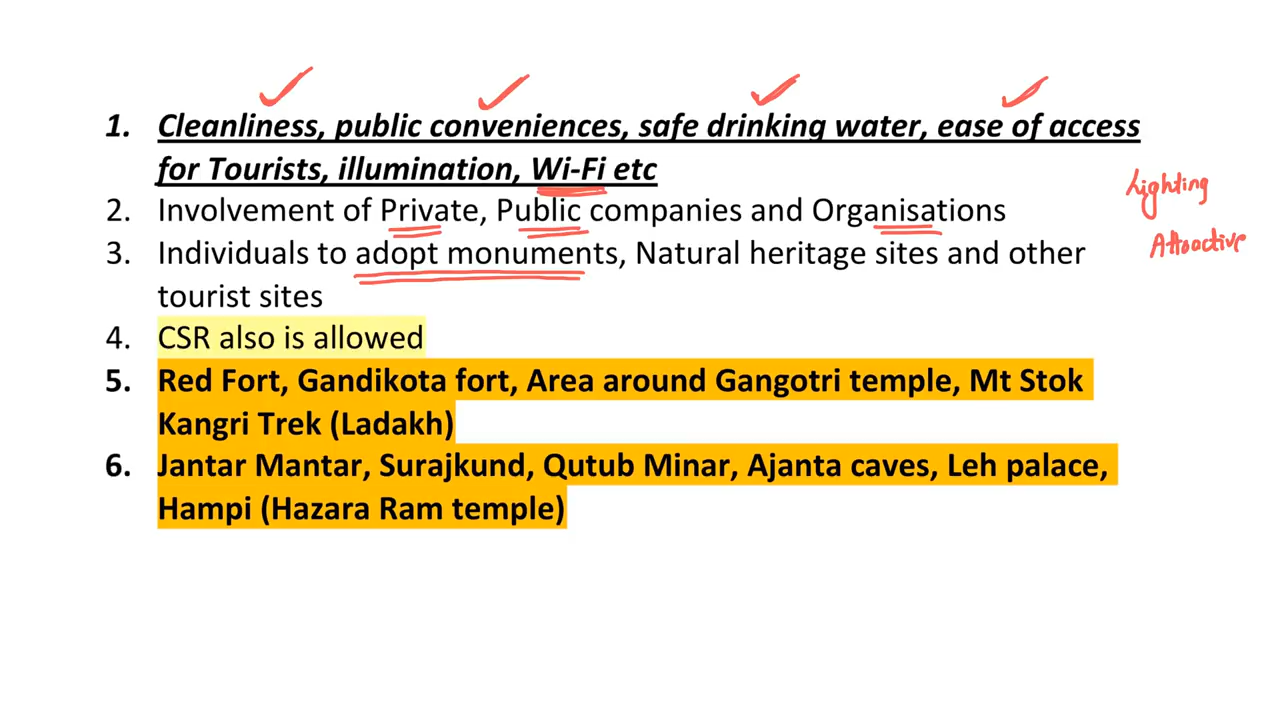 1. Cleanliness, public conveniences, safe drinking water, ease of access
for Tourists, illumination, Wi-Fi etc
Lighting
2. Involvement of Private, Public companies and Organisations
Attractive
3. Individuals to adopt monuments, Natural heritage sites and other
tourist sites
4. CSR also is allowed
5. Red Fort, Gandikota fort, Area around Gangotri temple, Mt Stok
Kangri Trek (Ladakh)
6. Jantar Mantar, Surajkund, Qutub Minar, Ajanta caves, Leh palace,
Hampi (Hazara Ram temple)